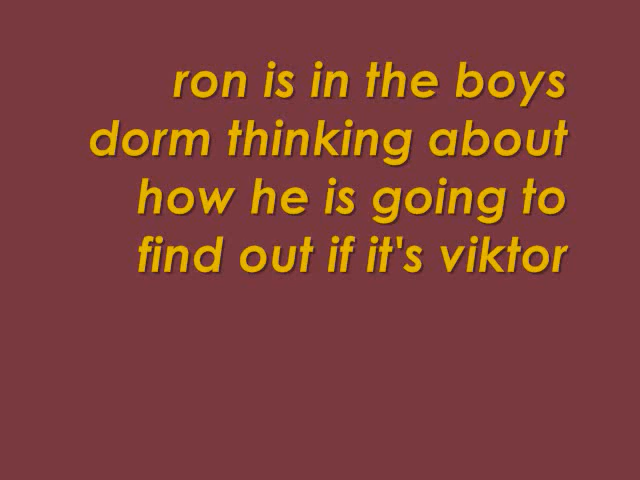 ron is in the boys
dorm thinking about
how he is going to
find out if it's viktor